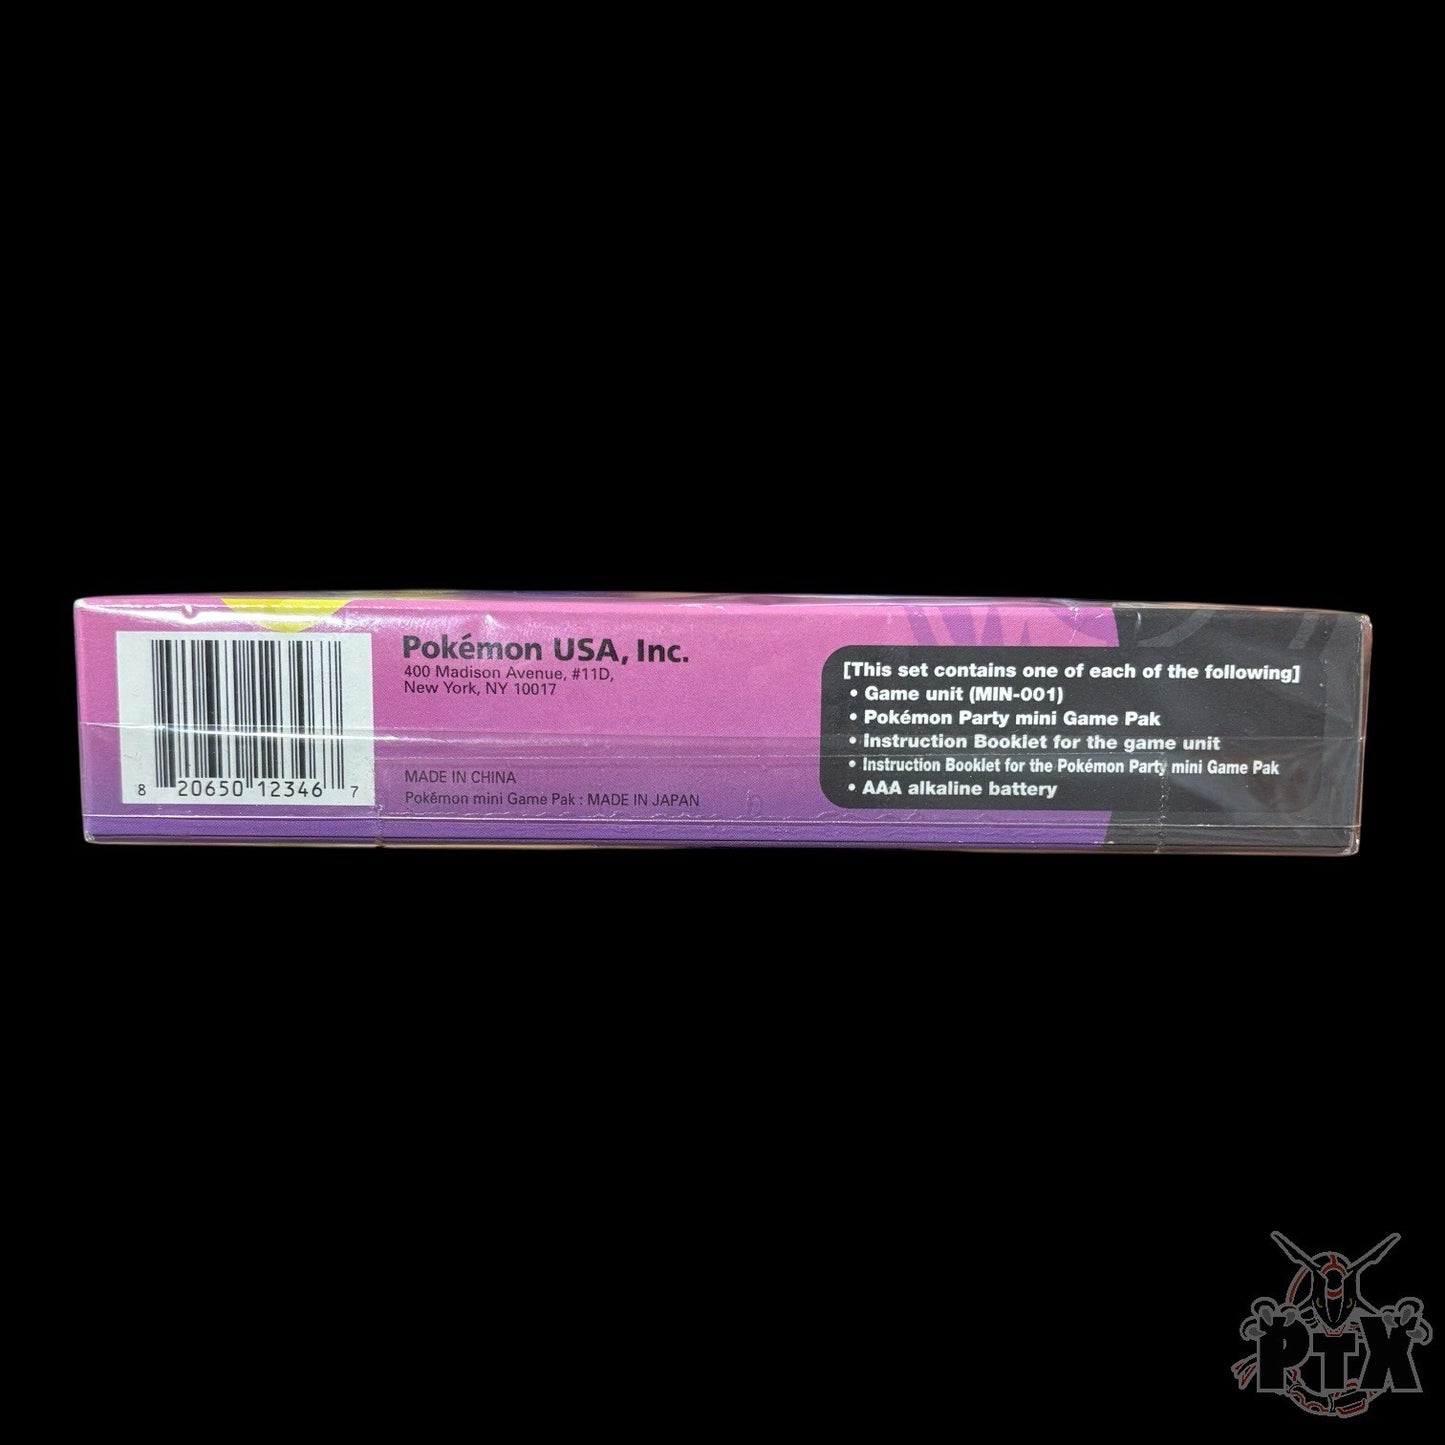 8 20650 12346 7
Pokémon USA, Inc.
400 Madison Avenue, #11D,
New York, NY 10017
MADE IN CHINA
Pokémon mini Game Pak : MADE IN JAPAN
[This set contains one of each of the following]
• Game unit (MIN-001)
• Pokémon Party mini Game Pak
• Instruction Booklet for the game unit
• Instruction Booklet for the Pokémon Party mini Game Pak
• AAA alkaline battery
PTX